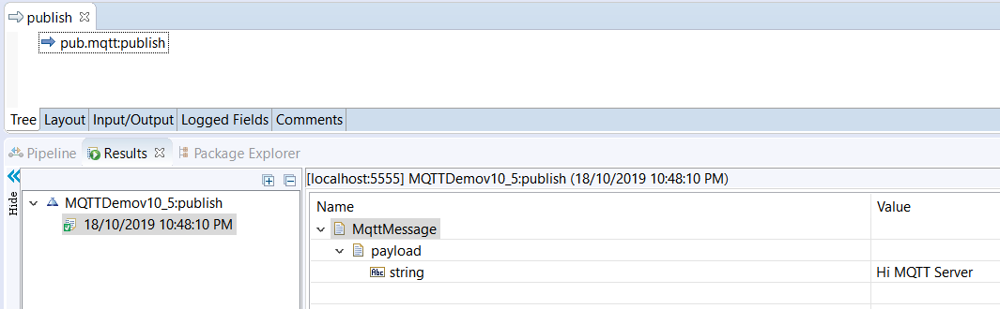 publish
pub.mqtt:publish
Tree Layout Input/Output Logged Fields Comments
Pipeline Results Package Explorer
Hide
MQTTDemov10_5:publish
18/10/2019 10:48:10 PM
[localhost:5555] MQTTDemov10_5:publish (18/10/2019 10:48:10 PM)
Name Value
MqttMessage
payload
Abc string Hi MQTT Server